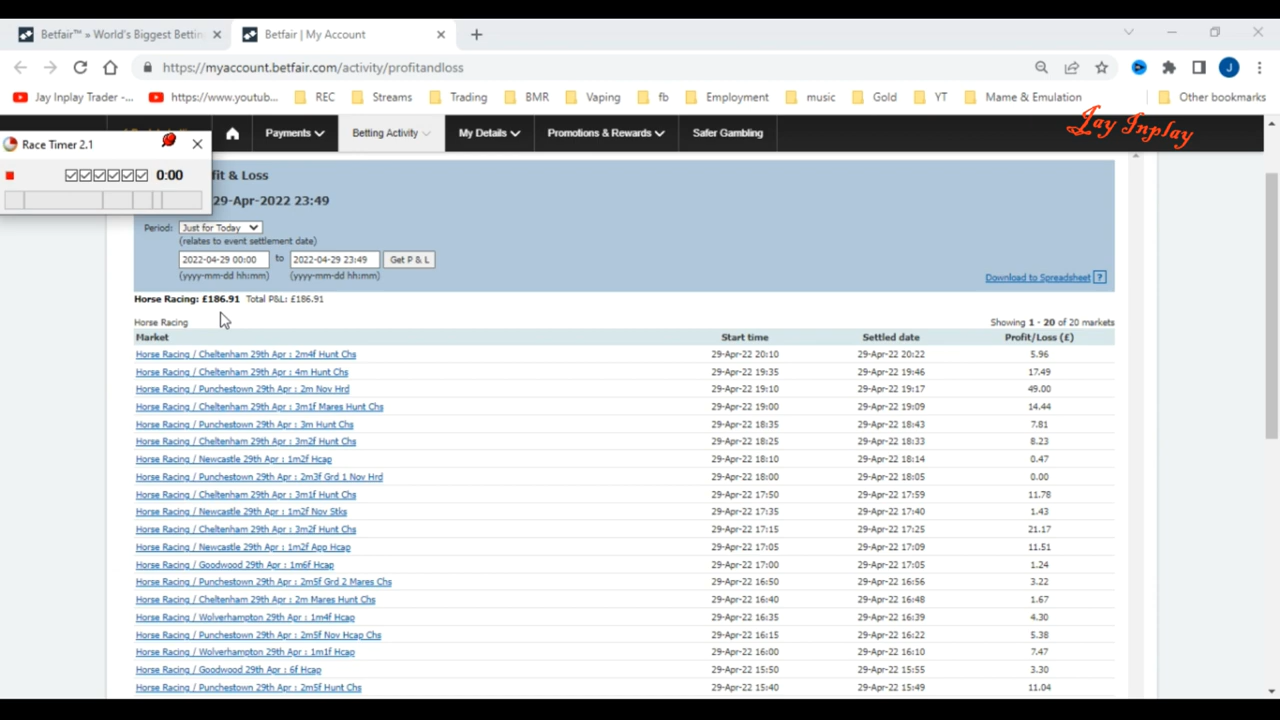 Betfair™ » World's Biggest Bettin
Betfair | My Account
https://myaccount.betfair.com/activity/profitandloss
J
Jay Inplay Trader -...
https://www.youtub...
REC
Streams
Trading
BMR
Vaping
fb
Employment
music
Gold
YT
Mame & Emulation
Other bookmarks
Payments
Betting Activity
My Details
Promotions & Rewards
Safer Gambling
Jay Inplay
Race Timer 2.1
0:00
fit & Loss
29-Apr-2022 23:49
Period: Just for Today
(relates to event settlement date)
2022-04-29 00:00 to 2022-04-29 23:49 Get P & L
(yyyy-mm-dd hh:mm) (yyyy-mm-dd hh:mm)
Download to Spreadsheet ?
Horse Racing: £186.91 Total P&L: £186.91
Horse Racing Showing 1 - 20 of 20 markets
Market Start time Settled date Profit/Loss (£)
Horse Racing / Cheltenham 29th Apr : 2m4f Hunt Chs 29-Apr-22 20:10 29-Apr-22 20:22 5.96
Horse Racing / Cheltenham 29th Apr : 4m Hunt Chs 29-Apr-22 19:35 29-Apr-22 19:46 17.49
Horse Racing / Punchestown 29th Apr : 2m Nov Hrd 29-Apr-22 19:10 29-Apr-22 19:17 49.00
Horse Racing / Cheltenham 29th Apr : 3m1f Mares Hunt Chs 29-Apr-22 19:00 29-Apr-22 19:09 14.44
Horse Racing / Punchestown 29th Apr : 3m Hunt Chs 29-Apr-22 18:35 29-Apr-22 18:43 7.81
Horse Racing / Cheltenham 29th Apr : 3m2f Hunt Chs 29-Apr-22 18:25 29-Apr-22 18:33 8.23
Horse Racing / Newcastle 29th Apr : 1m2f Hcap 29-Apr-22 18:10 29-Apr-22 18:14 0.47
Horse Racing / Punchestown 29th Apr : 2m3f Grd 1 Nov Hrd 29-Apr-22 18:00 29-Apr-22 18:05 0.00
Horse Racing / Cheltenham 29th Apr : 3m1f Hunt Chs 29-Apr-22 17:50 29-Apr-22 17:59 11.78
Horse Racing / Newcastle 29th Apr : 1m2f Nov Stks 29-Apr-22 17:35 29-Apr-22 17:40 1.43
Horse Racing / Cheltenham 29th Apr : 3m2f Hunt Chs 29-Apr-22 17:15 29-Apr-22 17:25 21.17
Horse Racing / Newcastle 29th Apr : 1m2f App Hcap 29-Apr-22 17:05 29-Apr-22 17:09 11.51
Horse Racing / Goodwood 29th Apr : 1m6f Hcap 29-Apr-22 17:00 29-Apr-22 17:05 1.24
Horse Racing / Punchestown 29th Apr : 2m5f Grd 2 Mares Chs 29-Apr-22 16:50 29-Apr-22 16:56 3.22
Horse Racing / Cheltenham 29th Apr : 2m Mares Hunt Chs 29-Apr-22 16:40 29-Apr-22 16:48 1.67
Horse Racing / Wolverhampton 29th Apr : 1m4f Hcap 29-Apr-22 16:35 29-Apr-22 16:39 4.30
Horse Racing / Punchestown 29th Apr : 2m5f Nov Hcap Chs 29-Apr-22 16:15 29-Apr-22 16:22 5.38
Horse Racing / Wolverhampton 29th Apr : 1m1f Hcap 29-Apr-22 16:00 29-Apr-22 16:10 7.47
Horse Racing / Goodwood 29th Apr : 6f Hcap 29-Apr-22 15:50 29-Apr-22 15:55 3.30
Horse Racing / Punchestown 29th Apr : 2m5f Hunt Chs 29-Apr-22 15:40 29-Apr-22 15:49 11.04